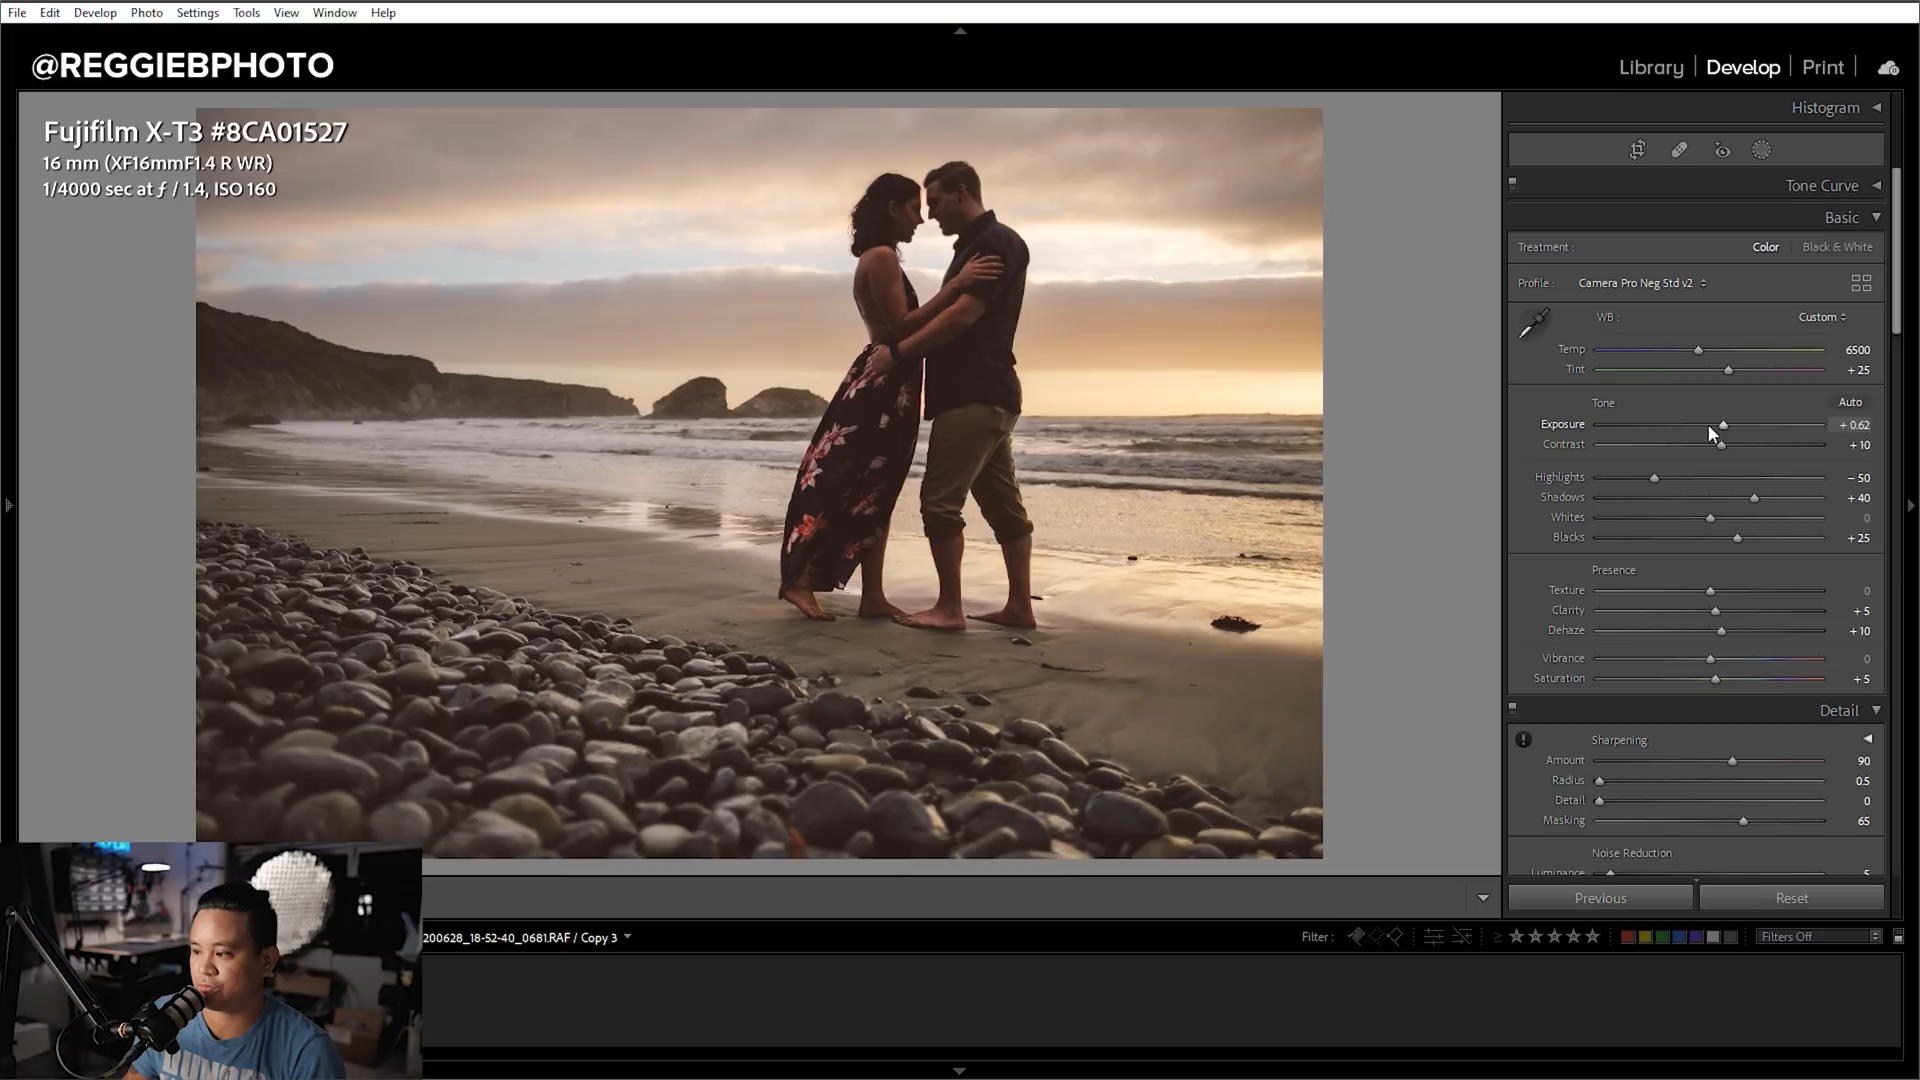 File Edit Develop Photo Settings Tools View Window Help
@REGGIEBPHOTO
Library Develop Print
Fujifilm X-T3 #8CA01527
16 mm (XF16mmF1.4 R WR)
1/4000 sec at ƒ / 1.4, ISO 160
Histogram
Tone Curve
Basic
Treatment : Color Black & White
Profile : Camera Pro Neg Std v2
WB : Custom
Temp 6500
Tint + 25
Tone Auto
Exposure + 0.62
Contrast + 10
Highlights – 50
Shadows + 40
Whites 0
Blacks + 25
Presence
Texture 0
Clarity + 5
Dehaze + 10
Vibrance 0
Saturation + 5
Detail
Sharpening
Amount 90
Radius 0.5
Detail 0
Masking 65
Noise Reduction
Luminance 5
Previous Reset
200628_18-52-40_0681.RAF / Copy 3
Filter : ≥ Filters Off